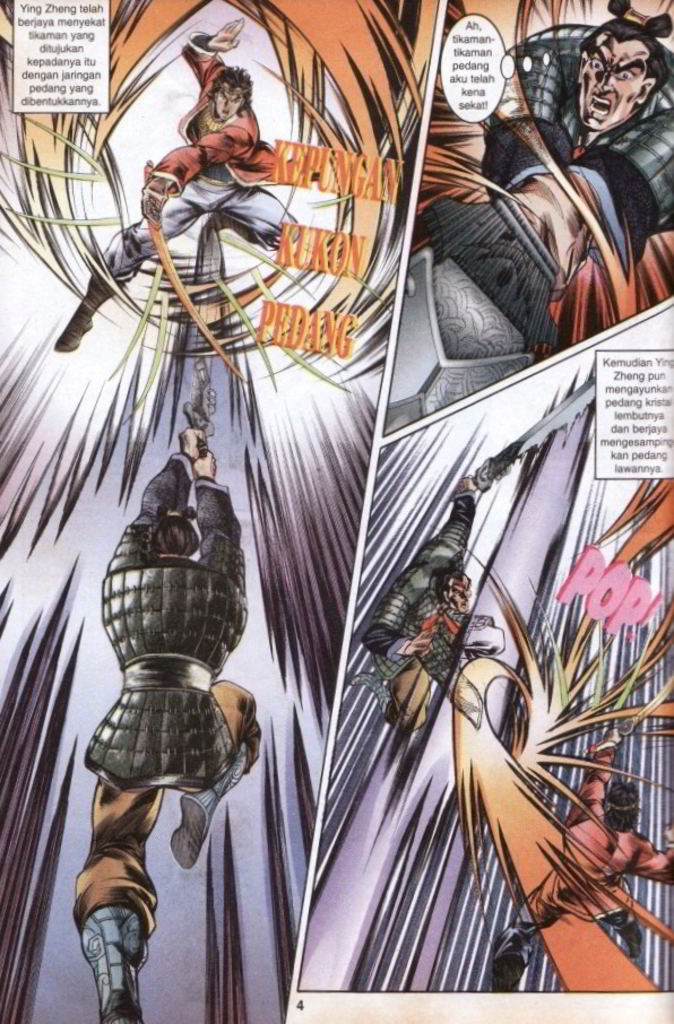 Ying Zheng telah
berjaya menyekat
tikaman yang
ditujukan
kepadanya itu
dengan jaringan
pedang yang
dibentukkannya.
KEPUNGAN
KUKON
PEDANG
Ah,
tikaman-
tikaman
pedang
aku telah
kena
sekat!
Kemudian Ying
Zheng pun
mengayunkan
pedang kristal
lembutnya
dan berjaya
mengesamping
kan pedang
lawannya.
POP!
4